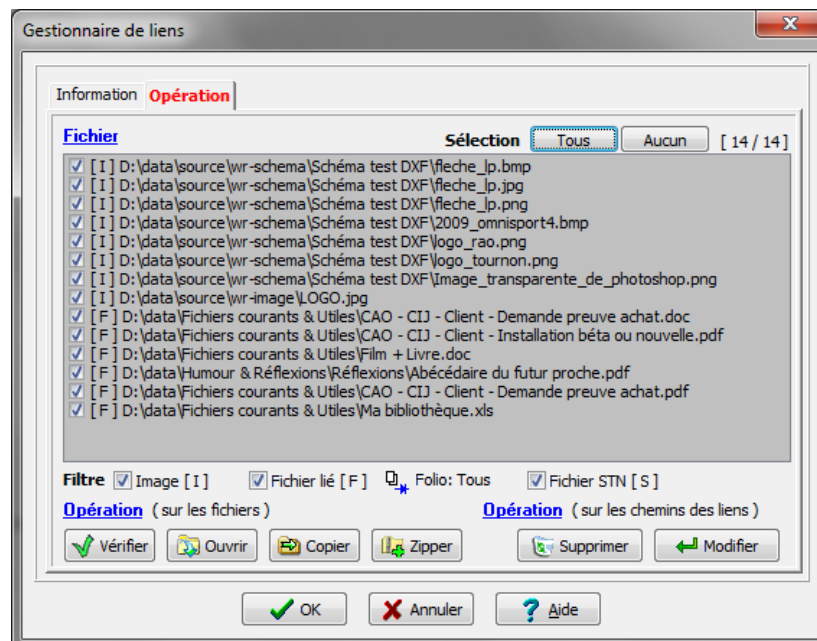 Gestionnaire de liens
Information Opération
Fichier Sélection Tous Aucun [ 14 / 14 ]
[ I ] D:\data\source\wr-schema\Schéma test DXF\fleche_lp.bmp
[ I ] D:\data\source\wr-schema\Schéma test DXF\fleche_lp.jpg
[ I ] D:\data\source\wr-schema\Schéma test DXF\fleche_lp.png
[ I ] D:\data\source\wr-schema\Schéma test DXF\2009_omnisport4.bmp
[ I ] D:\data\source\wr-schema\Schéma test DXF\logo_rao.png
[ I ] D:\data\source\wr-schema\Schéma test DXF\logo_tournon.png
[ I ] D:\data\source\wr-schema\Schéma test DXF\Image_transparente_de_photoshop.png
[ I ] D:\data\source\wr-image\LOGO.jpg
[ F ] D:\data\Fichiers courants & Utiles\CAO - CIJ - Client - Demande preuve achat.doc
[ F ] D:\data\Fichiers courants & Utiles\CAO - CIJ - Client - Installation béta ou nouvelle.pdf
[ F ] D:\data\Fichiers courants & Utiles\Film + Livre.doc
[ F ] D:\data\Humour & Réflexions\Réflexions\Abécédaire du futur proche.pdf
[ F ] D:\data\Fichiers courants & Utiles\CAO - CIJ - Client - Demande preuve achat.pdf
[ F ] D:\data\Fichiers courants & Utiles\Ma bibliothèque.xls
Filtre Image [ I ] Fichier lié [ F ] Folio: Tous Fichier STN [ S ]
Opération ( sur les fichiers ) Opération ( sur les chemins des liens )
Vérifier Ouvrir Copier Zipper Supprimer Modifier
OK Annuler Aide